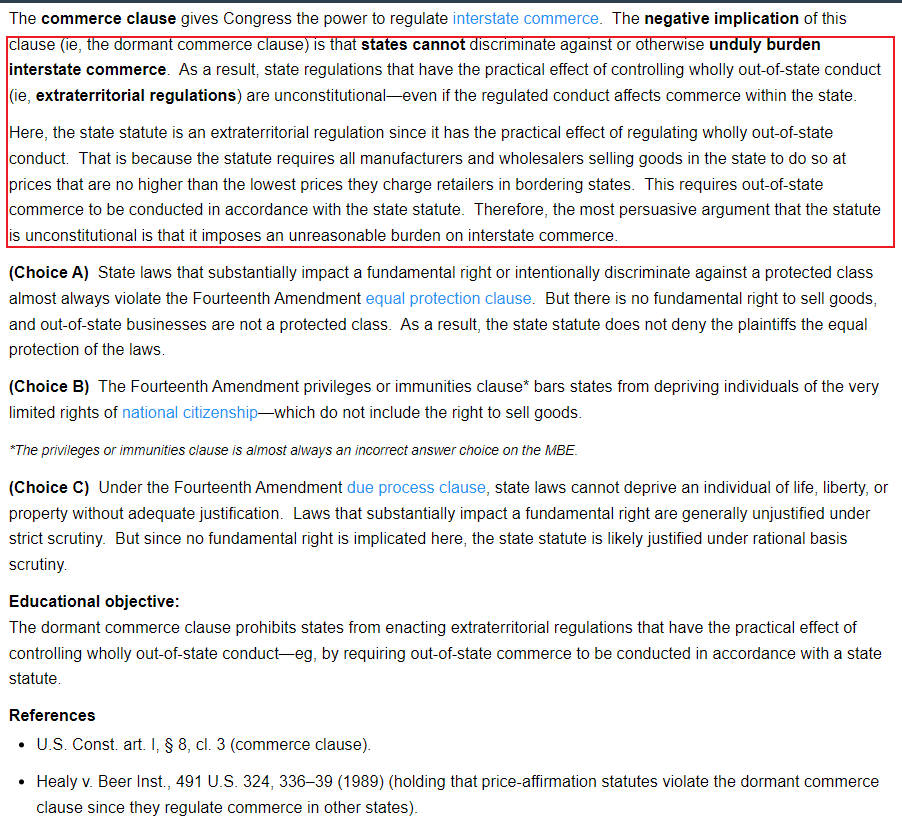 The commerce clause gives Congress the power to regulate interstate commerce. The negative implication of this
clause (ie, the dormant commerce clause) is that states cannot discriminate against or otherwise unduly burden
interstate commerce. As a result, state regulations that have the practical effect of controlling wholly out-of-state conduct
(ie, extraterritorial regulations) are unconstitutional—even if the regulated conduct affects commerce within the state.
Here, the state statute is an extraterritorial regulation since it has the practical effect of regulating wholly out-of-state
conduct. That is because the statute requires all manufacturers and wholesalers selling goods in the state to do so at
prices that are no higher than the lowest prices they charge retailers in bordering states. This requires out-of-state
commerce to be conducted in accordance with the state statute. Therefore, the most persuasive argument that the statute
is unconstitutional is that it imposes an unreasonable burden on interstate commerce.
(Choice A) State laws that substantially impact a fundamental right or intentionally discriminate against a protected class
almost always violate the Fourteenth Amendment equal protection clause. But there is no fundamental right to sell goods,
and out-of-state businesses are not a protected class. As a result, the state statute does not deny the plaintiffs the equal
protection of the laws.
(Choice B) The Fourteenth Amendment privileges or immunities clause* bars states from depriving individuals of the very
limited rights of national citizenship—which do not include the right to sell goods.
*The privileges or immunities clause is almost always an incorrect answer choice on the MBE.
(Choice C) Under the Fourteenth Amendment due process clause, state laws cannot deprive an individual of life, liberty, or
property without adequate justification. Laws that substantially impact a fundamental right are generally unjustified under
strict scrutiny. But since no fundamental right is implicated here, the state statute is likely justified under rational basis
scrutiny.
Educational objective:
The dormant commerce clause prohibits states from enacting extraterritorial regulations that have the practical effect of
controlling wholly out-of-state conduct—eg, by requiring out-of-state commerce to be conducted in accordance with a state
statute.
References
• U.S. Const. art. I, § 8, cl. 3 (commerce clause).
• Healy v. Beer Inst., 491 U.S. 324, 336–39 (1989) (holding that price-affirmation statutes violate the dormant commerce
clause since they regulate commerce in other states).